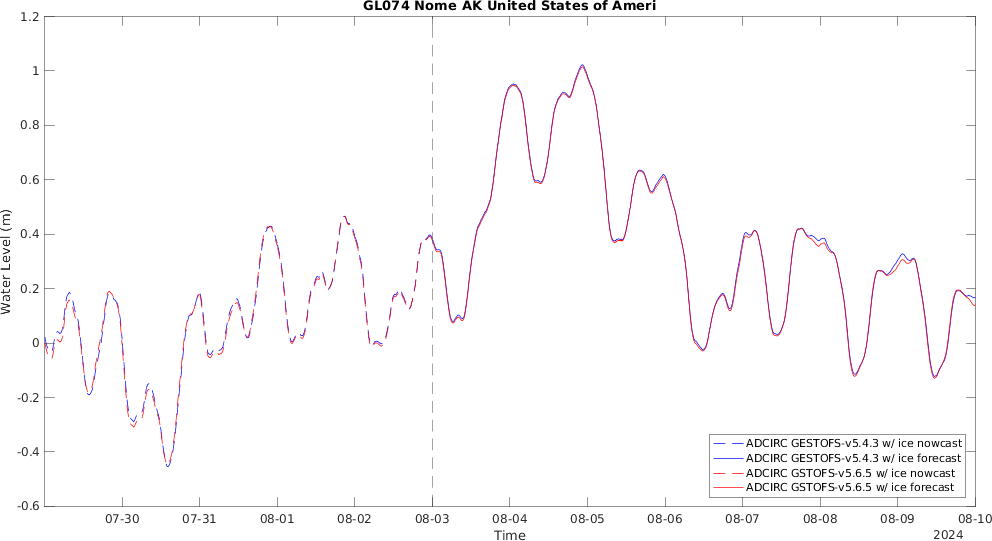 GL074 Nome AK United States of Ameri
1.2
1
0.8
0.6
0.4
0.2
0
-0.2
-0.4
-0.6
Water Level (m)
07-30 07-31 08-01 08-02 08-03 08-04 08-05 08-06 08-07 08-08 08-09 08-10
Time
2024
ADCIRC GESTOFS-v5.4.3 w/ ice nowcast
ADCIRC GESTOFS-v5.4.3 w/ ice forecast
ADCIRC GSTOFS-v5.6.5 w/ ice nowcast
ADCIRC GSTOFS-v5.6.5 w/ ice forecast